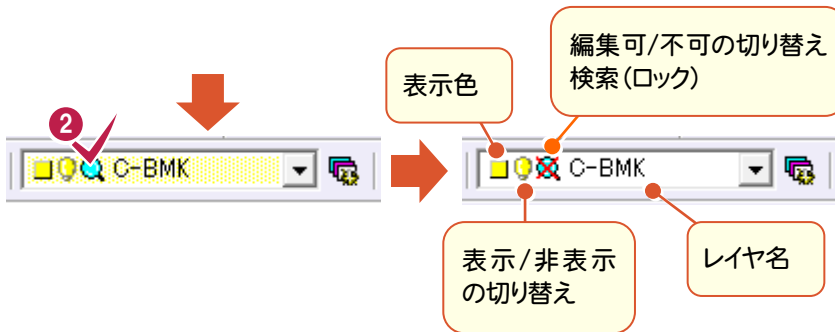 編集可/不可の切り替え
検索(ロック)
表示色
2
C-BMK
C-BMK
表示/非表示
の切り替え
レイヤ名